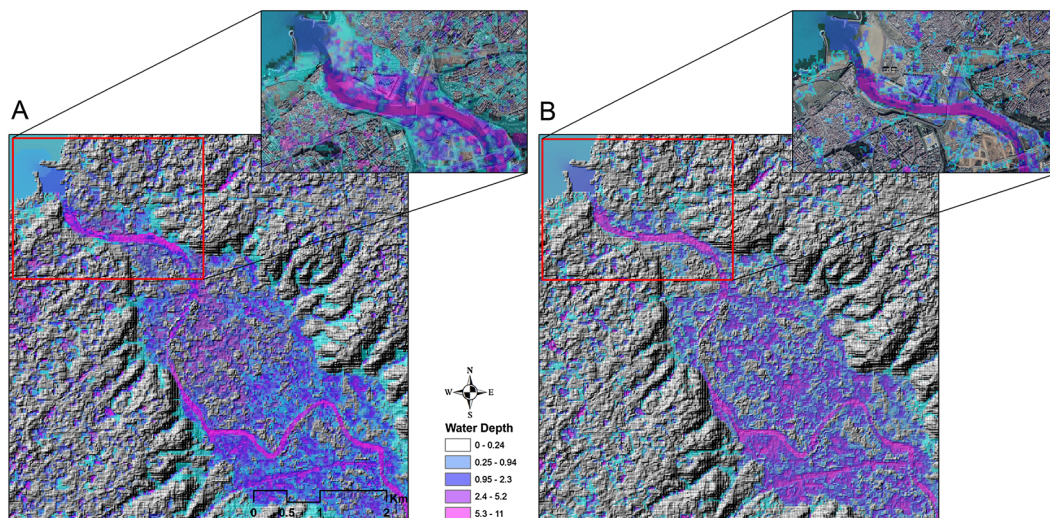 A
B
N
W E
S
Water Depth
0 - 0.24
0.25 - 0.94
0.95 - 2.3
2.4 - 5.2
5.3 - 11
Km
0 0.5 2